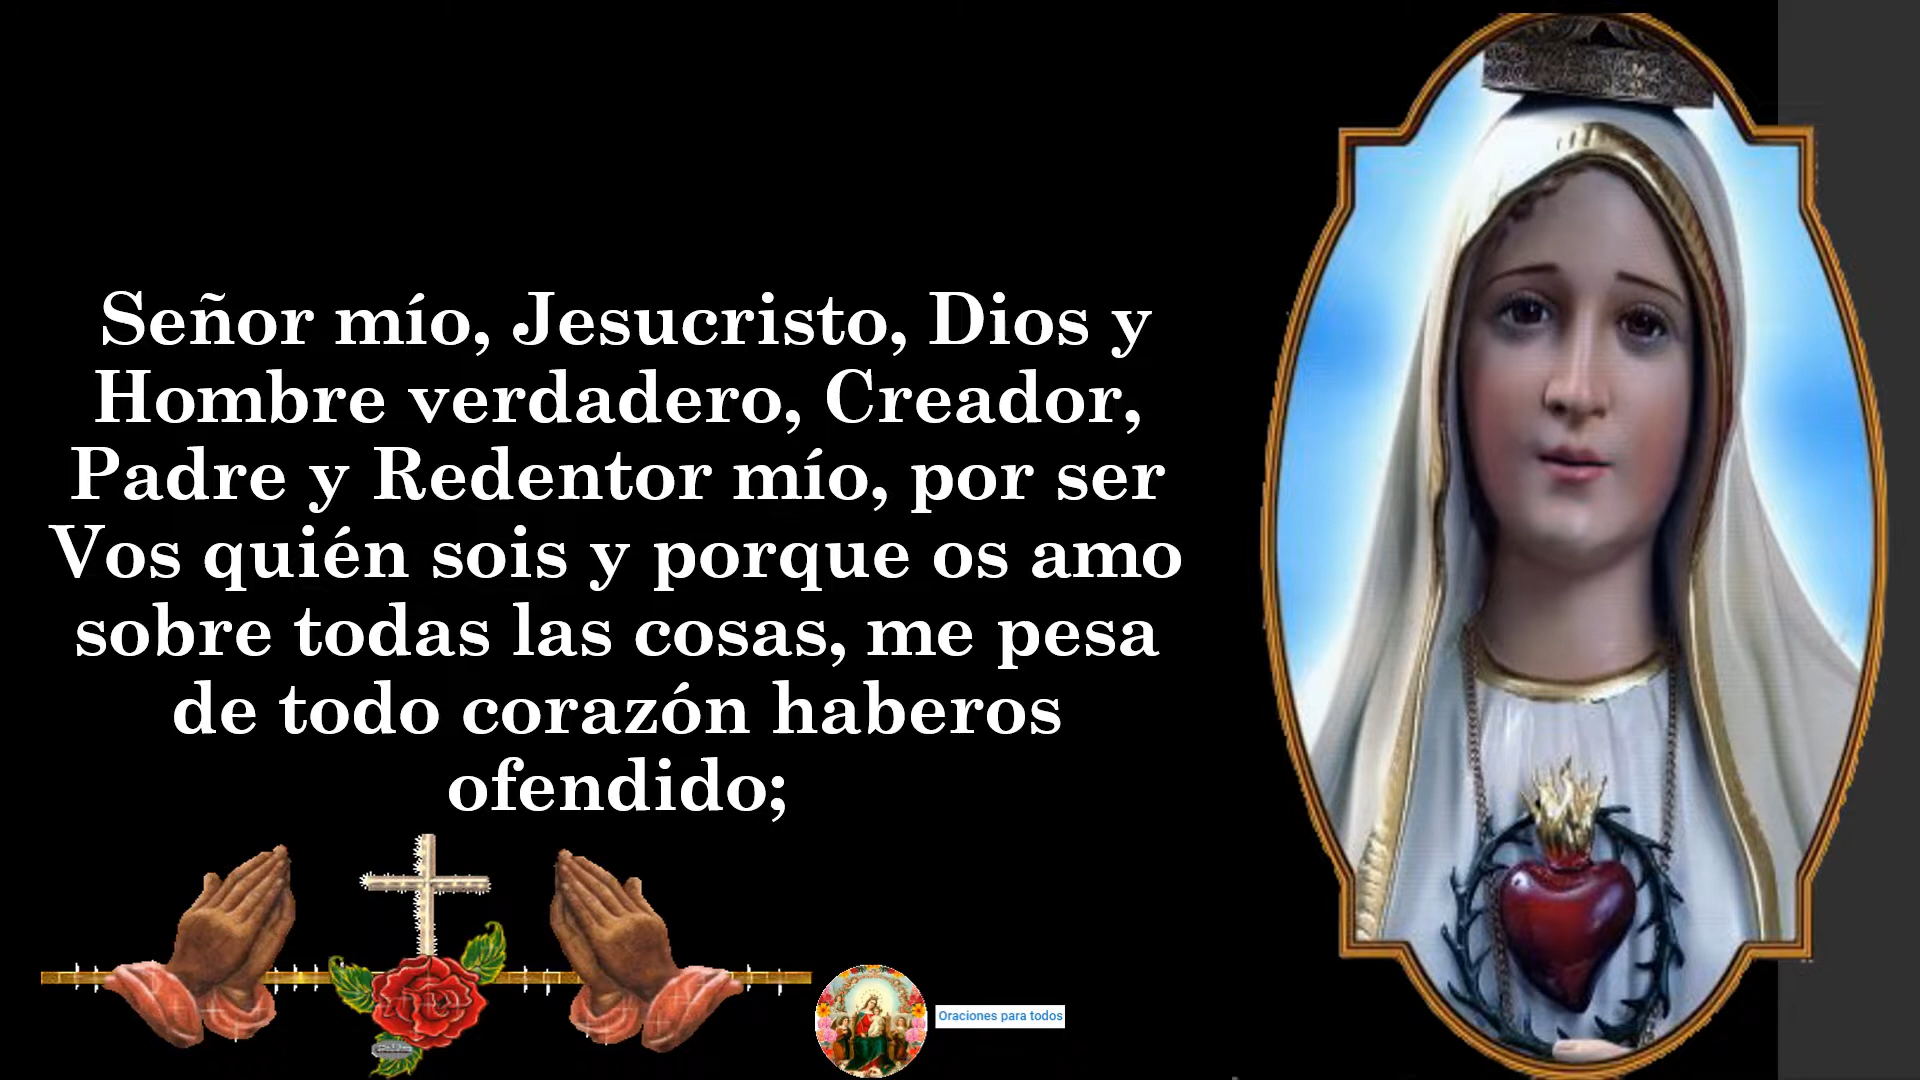 Señor mío, Jesucristo, Dios y
Hombre verdadero, Creador,
Padre y Redentor mío, por ser
Vos quién sois y porque os amo
sobre todas las cosas, me pesa
de todo corazón haberos
ofendido;
Oraciones para todos